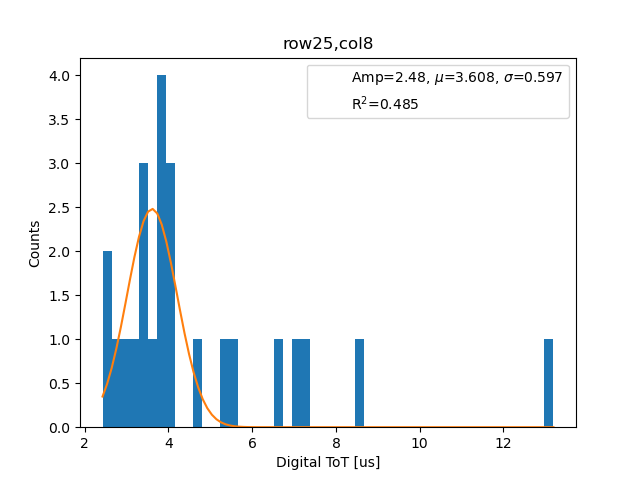 row25,col8
Amp=2.48, μ=3.608, σ=0.597
R²=0.485
4.0
3.5
3.0
2.5
2.0
1.5
1.0
0.5
0.0
Counts
2 4 6 8 10 12
Digital ToT [us]